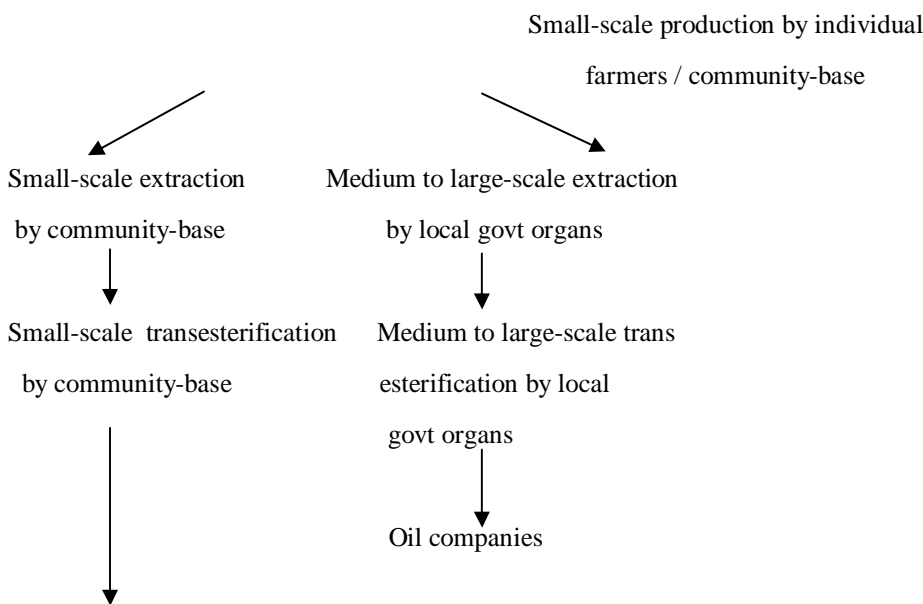 Small-scale production by individual
farmers / community-base
Small-scale extraction
by community-base
Medium to large-scale extraction
by local govt organs
Small-scale transesterification
by community-base
Medium to large-scale trans
esterification by local
govt organs
Oil companies